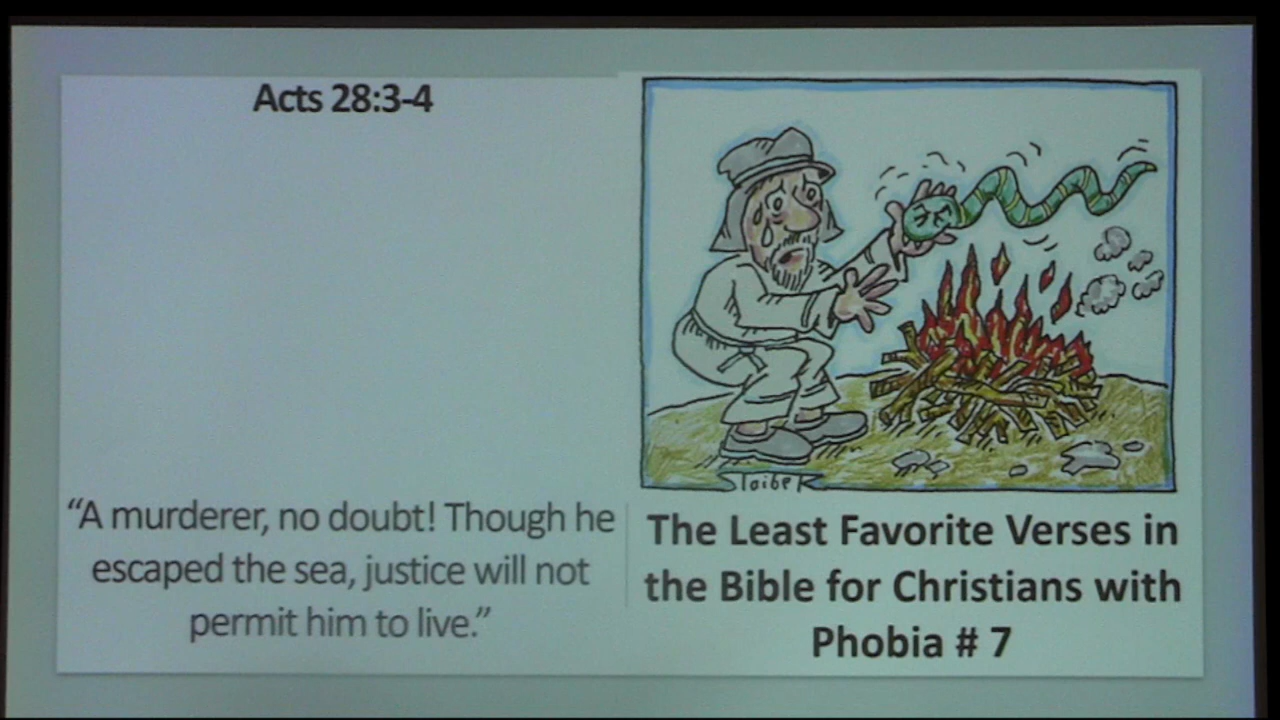 Acts 28:3-4
“A murderer, no doubt! Though he
escaped the sea, justice will not
permit him to live.”
Taiber
The Least Favorite Verses in
the Bible for Christians with
Phobia # 7